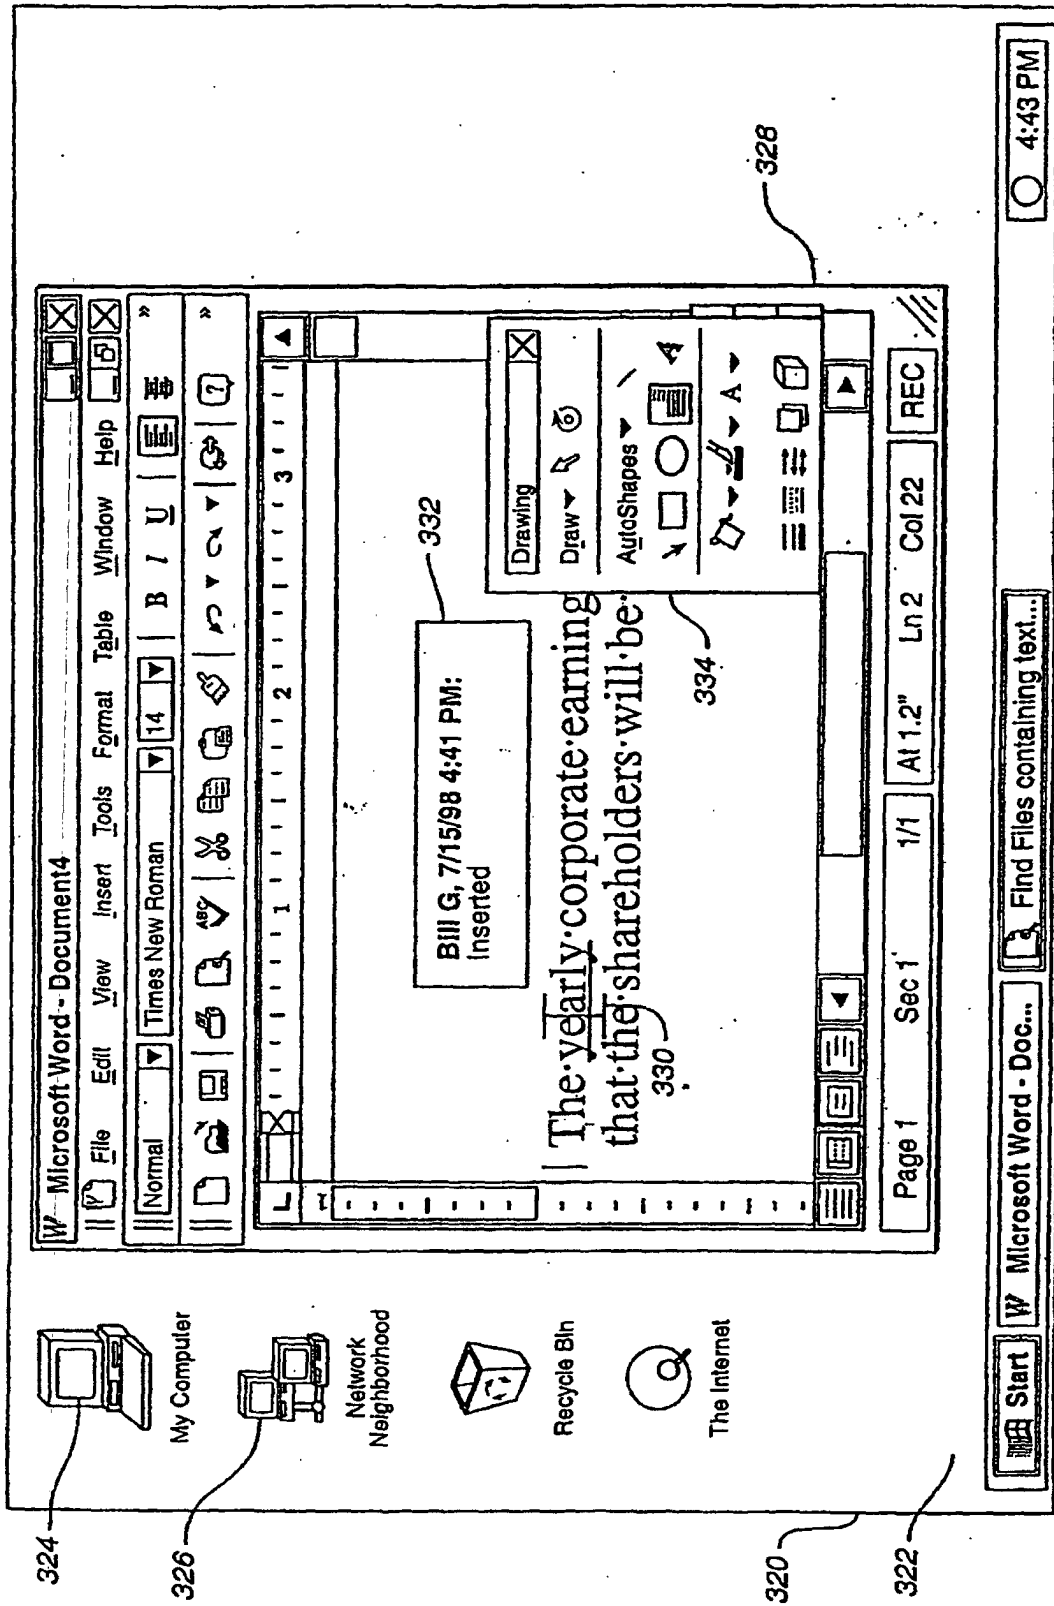 324
My Computer
326
Network
Neighborhood
Recycle Bin
The Internet
320
322
W Microsoft Word - Document4
File Edit View Insert Tools Format Table Window Help
Normal Times New Roman 14 B I U »
ABC ? »
L 1 2 3
332
Bill G, 7/15/98 4:41 PM:
Inserted
The·yearly·corporate·earning
that·the·shareholders·will·be·
330
Drawing
Draw
AutoShapes
A
A
334
328
Page 1 Sec 1 1/1 At 1.2" Ln 2 Col 22 REC
Start W Microsoft Word - Doc... Find Files containing text... 4:43 PM